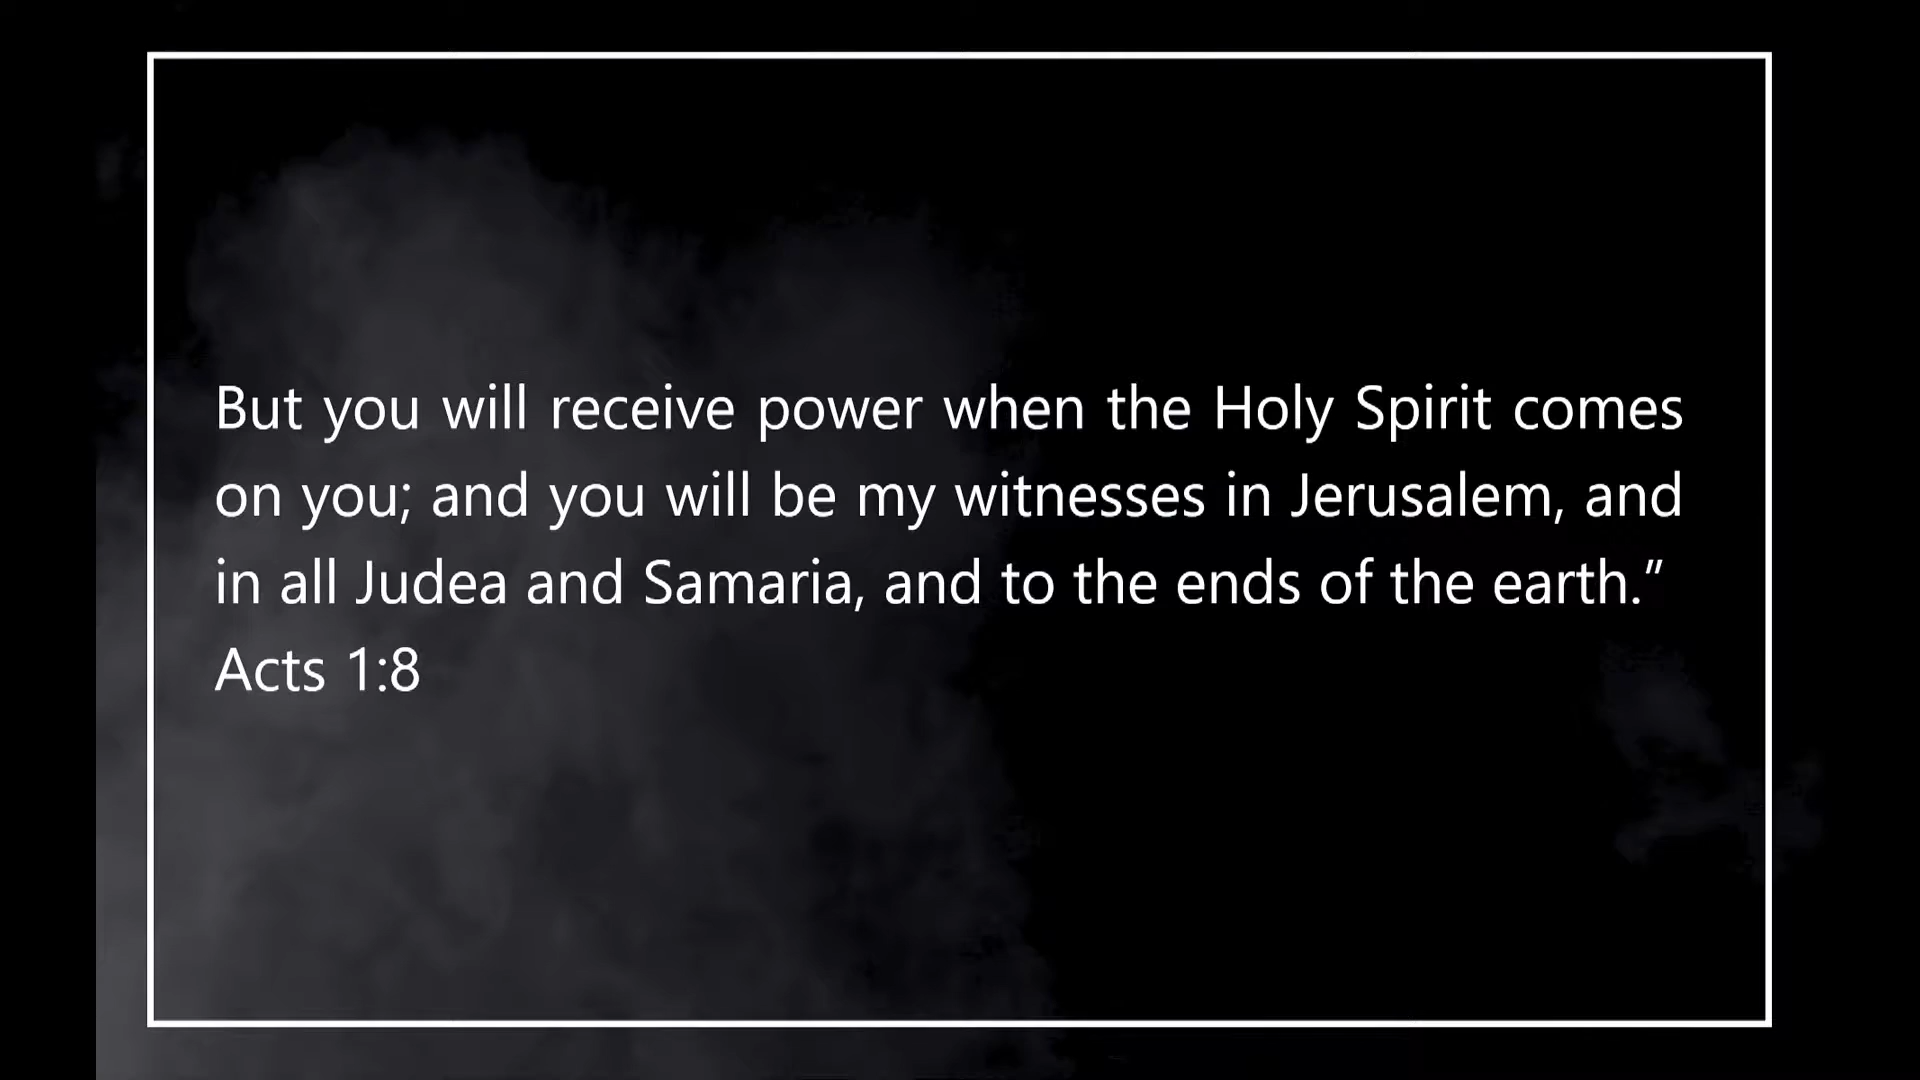 But you will receive power when the Holy Spirit comes
on you; and you will be my witnesses in Jerusalem, and
in all Judea and Samaria, and to the ends of the earth.”
Acts 1:8